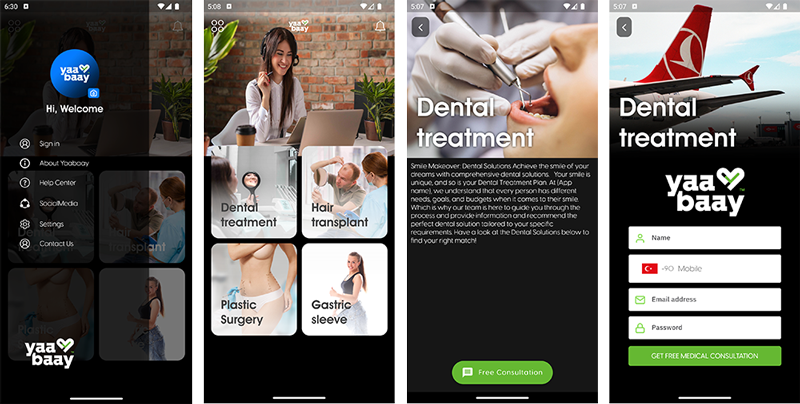 6:30
yaa
baay
Hi, Welcome
Sign in
About Yaabaay
Help Center
SocialMedia
Settings
Contact Us
Dental
treatment
Hair
transplant
Plastic
Surgery
yaa
baay
5:08
yaa
baay
Dental
treatment
Hair
transplant
Plastic
Surgery
Gastric
sleeve
5:07
Dental
treatment
Smile Makeover: Dental Solutions Achieve the smile of your
dreams with comprehensive dental solutions. Your smile is
unique, and so is your Dental Treatment Plan. At (App
name), we understand that every person has different
needs, goals, and budgets when it comes to their smile.
Which is why our team is here to guide you through the
process and provide information and recommend the
perfect dental solution tailored to your specific
requirements. Have a look at the Dental Solutions below to
find your right match!
Free Consultation
5:07
Dental
treatment
yaa
baay
Name
+90 Mobile
Email address
Password
GET FREE MEDICAL CONSULTATION